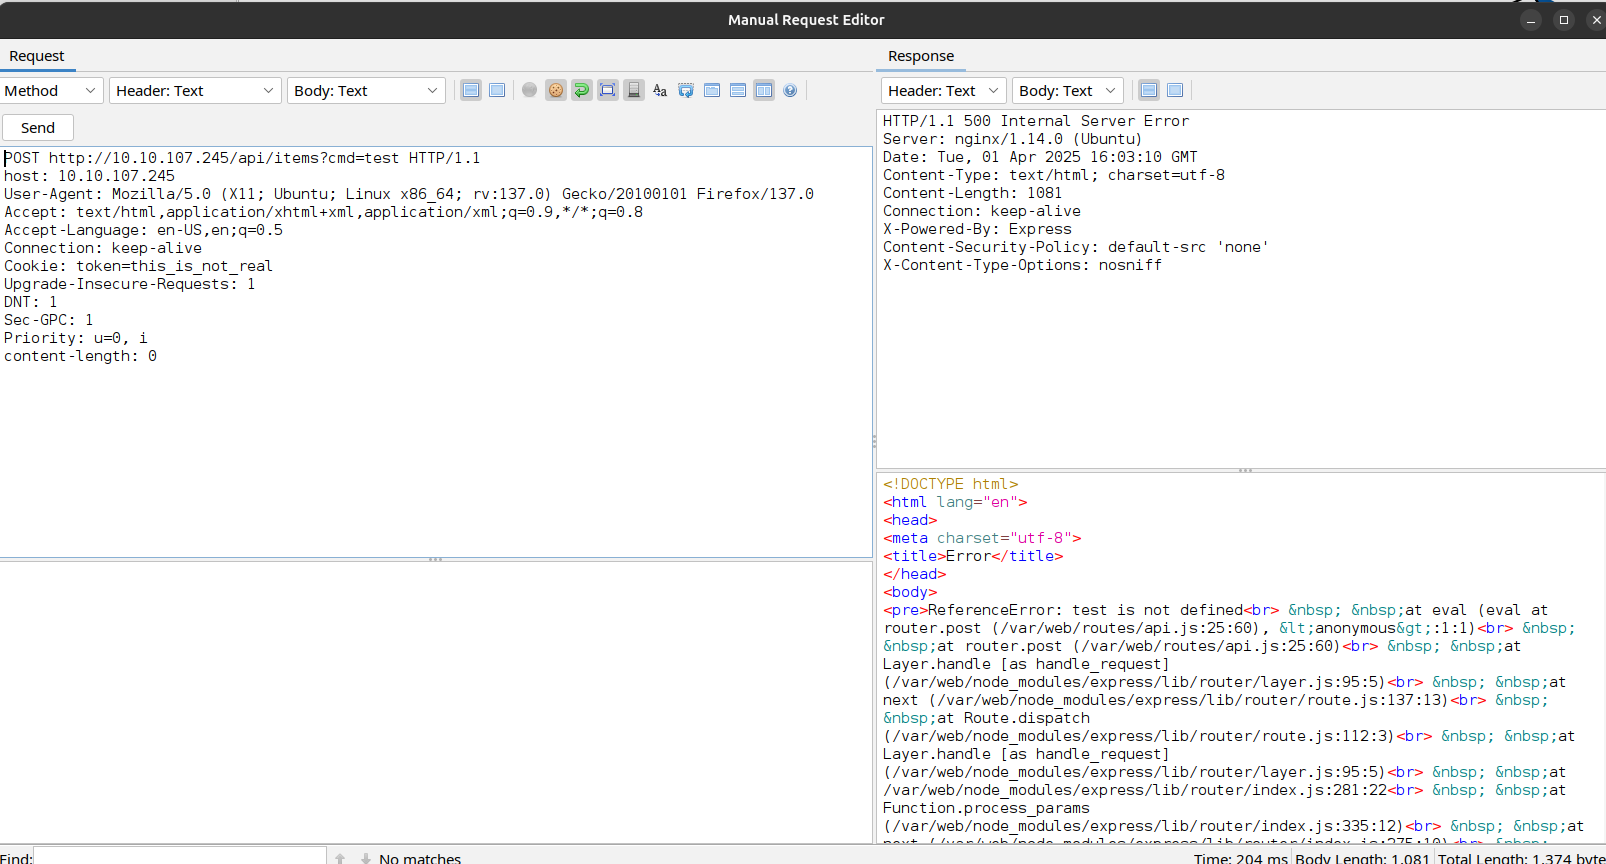 Manual Request Editor
Request
Method
Header: Text
Body: Text
Send
POST http://10.10.107.245/api/items?cmd=test HTTP/1.1
host: 10.10.107.245
User-Agent: Mozilla/5.0 (X11; Ubuntu; Linux x86_64; rv:137.0) Gecko/20100101 Firefox/137.0
Accept: text/html,application/xhtml+xml,application/xml;q=0.9,*/*;q=0.8
Accept-Language: en-US,en;q=0.5
Connection: keep-alive
Cookie: token=this_is_not_real
Upgrade-Insecure-Requests: 1
DNT: 1
Sec-GPC: 1
Priority: u=0, i
content-length: 0
Response
Header: Text
Body: Text
HTTP/1.1 500 Internal Server Error
Server: nginx/1.14.0 (Ubuntu)
Date: Tue, 01 Apr 2025 16:03:10 GMT
Content-Type: text/html; charset=utf-8
Content-Length: 1081
Connection: keep-alive
X-Powered-By: Express
Content-Security-Policy: default-src 'none'
X-Content-Type-Options: nosniff
<!DOCTYPE html>
<html lang="en">
<head>
<meta charset="utf-8">
<title>Error</title>
</head>
<body>
<pre>ReferenceError: test is not defined<br> &nbsp; &nbsp;at eval (eval at
router.post (/var/web/routes/api.js:25:60), &lt;anonymous&gt;:1:1)<br> &nbsp;
&nbsp;at router.post (/var/web/routes/api.js:25:60)<br> &nbsp; &nbsp;at
Layer.handle [as handle_request]
(/var/web/node_modules/express/lib/router/layer.js:95:5)<br> &nbsp; &nbsp;at
next (/var/web/node_modules/express/lib/router/route.js:137:13)<br> &nbsp;
&nbsp;at Route.dispatch
(/var/web/node_modules/express/lib/router/route.js:112:3)<br> &nbsp; &nbsp;at
Layer.handle [as handle_request]
(/var/web/node_modules/express/lib/router/layer.js:95:5)<br> &nbsp; &nbsp;at
/var/web/node_modules/express/lib/router/index.js:281:22<br> &nbsp; &nbsp;at
Function.process_params
(/var/web/node_modules/express/lib/router/index.js:335:12)<br> &nbsp; &nbsp;at
next (/var/web/node_modules/express/lib/router/index.js:275:10)<br> &nbsp;
Find:
No matches
Time: 204 ms
Body Length: 1,081
Total Length: 1,374 byte